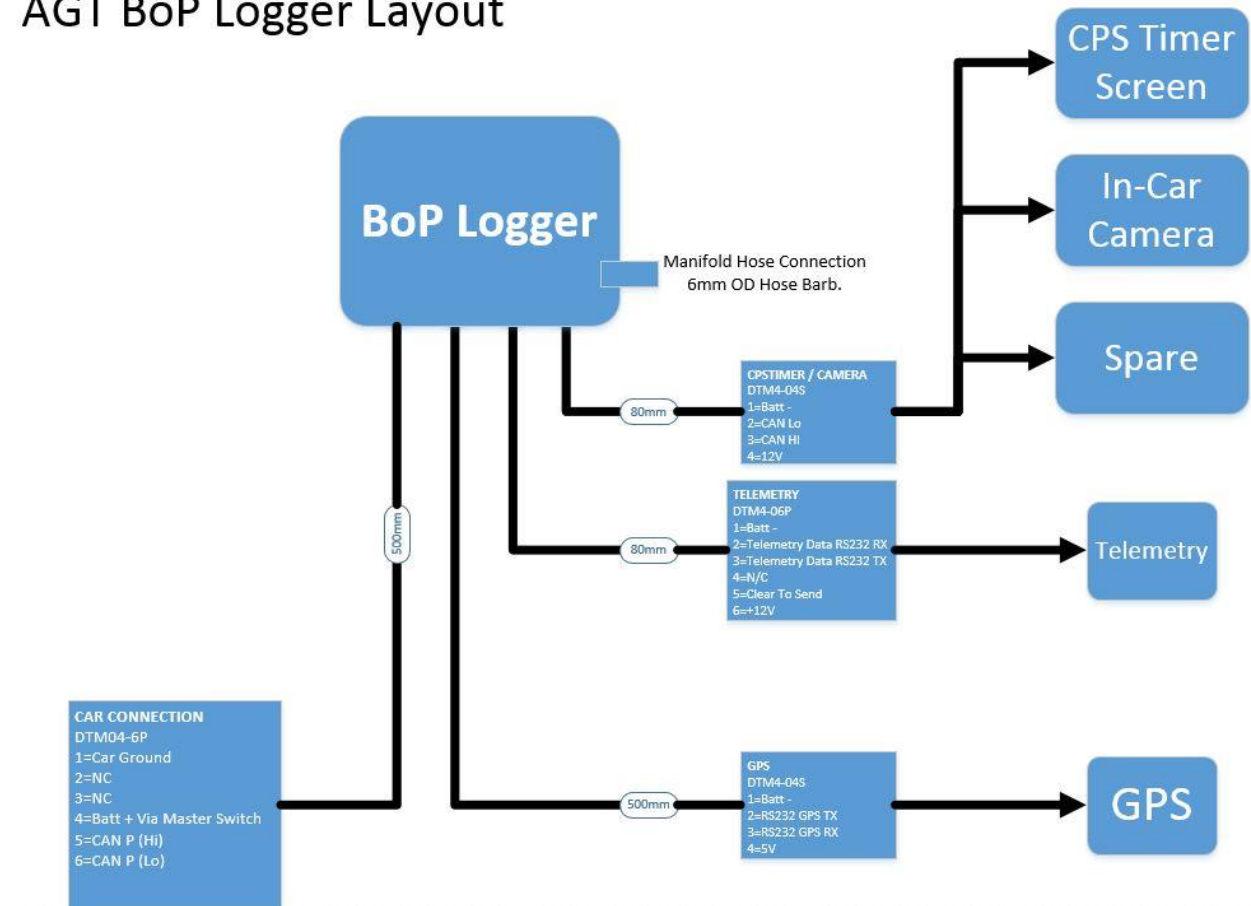 AGT BoP Logger Layout
CPS Timer
Screen
BoP Logger
In-Car
Camera
Manifold Hose Connection
6mm OD Hose Barb.
Spare
80mm
CPSTIMER / CAMERA
DTM4-04S
1=Batt -
2=CAN Lo
3=CAN HI
4=12V
500mm
80mm
TELEMETRY
DTM4-06P
1=Batt -
2=Telemetry Data RS232 RX
3=Telemetry Data RS232 TX
4=N/C
5=Clear To Send
6=+12V
Telemetry
CAR CONNECTION
DTM04-6P
1=Car Ground
2=NC
3=NC
4=Batt + Via Master Switch
5=CAN P (Hi)
6=CAN P (Lo)
500mm
GPS
DTM4-04S
1=Batt -
2=RS232 GPS TX
3=RS232 GPS RX
4=5V
GPS